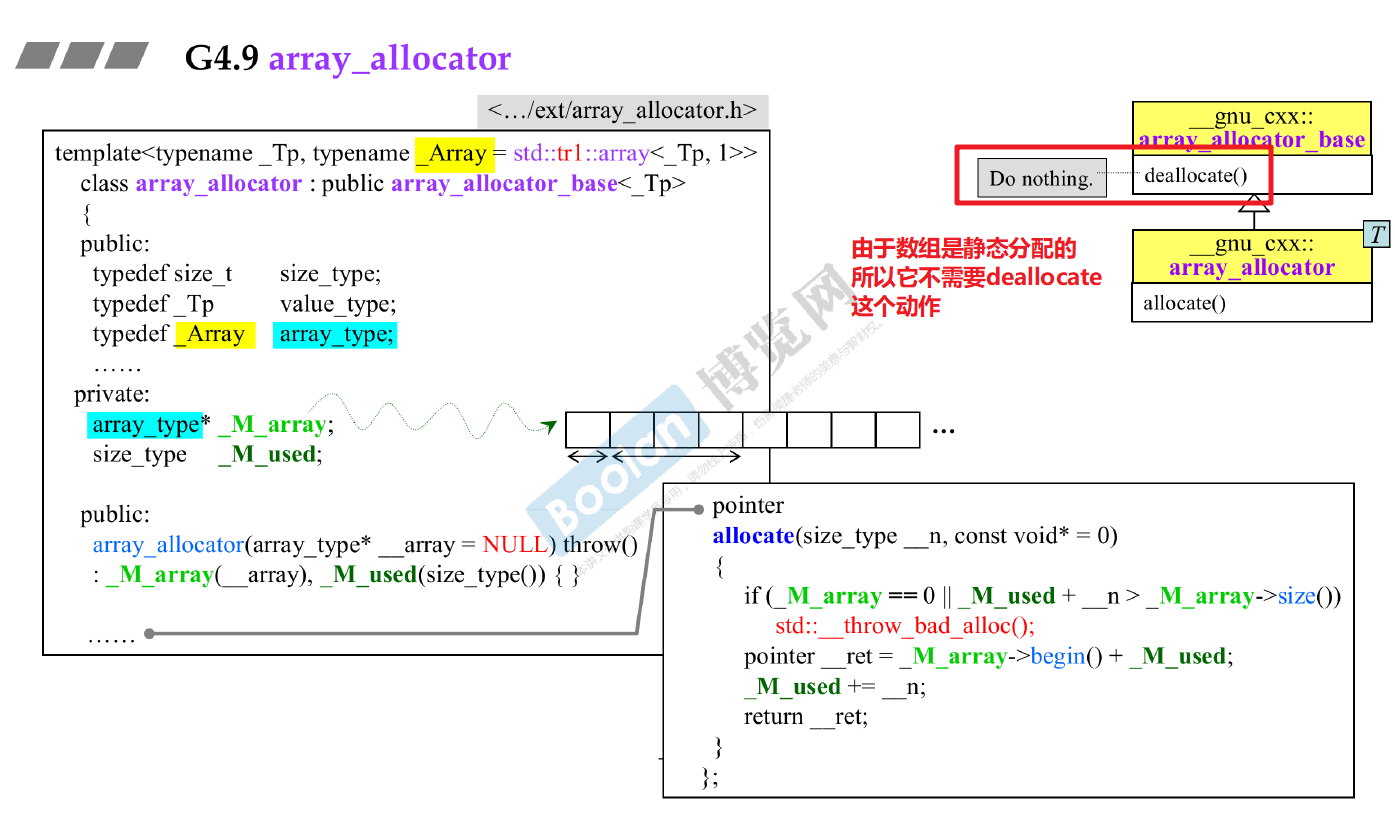 G4.9 array_allocator
<…/ext/array_allocator.h>
template<typename _Tp, typename _Array = std::tr1::array<_Tp, 1>>
class array_allocator : public array_allocator_base<_Tp>
{
public:
typedef size_t size_type;
typedef _Tp value_type;
typedef _Array array_type;
……
private:
array_type* _M_array;
size_type _M_used;
public:
array_allocator(array_type* __array = NULL) throw()
: _M_array(__array), _M_used(size_type()) { }
……
…
pointer
allocate(size_type __n, const void* = 0)
{
if (_M_array == 0 || _M_used + __n > _M_array->size())
std::__throw_bad_alloc();
pointer __ret = _M_array->begin() + _M_used;
_M_used += __n;
return __ret;
}
};
__gnu_cxx::
array_allocator_base
Do nothing.
deallocate()
T
__gnu_cxx::
array_allocator
allocate()
由于数组是静态分配的
所以它不需要deallocate
这个动作
Boolan 博览网